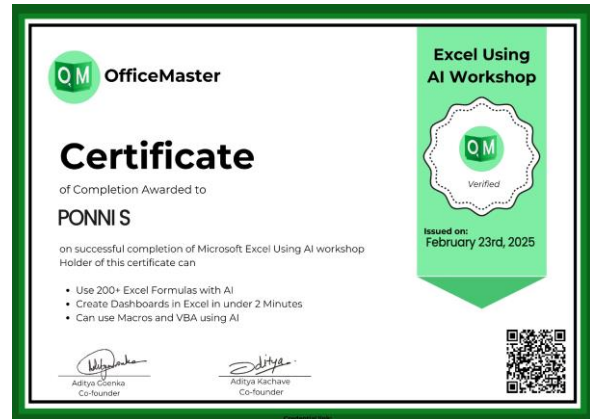 OM OfficeMaster
Certificate
of Completion Awarded to
PONNI S
on successful completion of Microsoft Excel Using AI workshop
Holder of this certificate can
• Use 200+ Excel Formulas with AI
• Create Dashboards in Excel in under 2 Minutes
• Can use Macros and VBA using AI
Aditya Goenka
Co-founder
Aditya Kachave
Co-founder
Excel Using
AI Workshop
OM
Verified
Issued on:
February 23rd, 2025